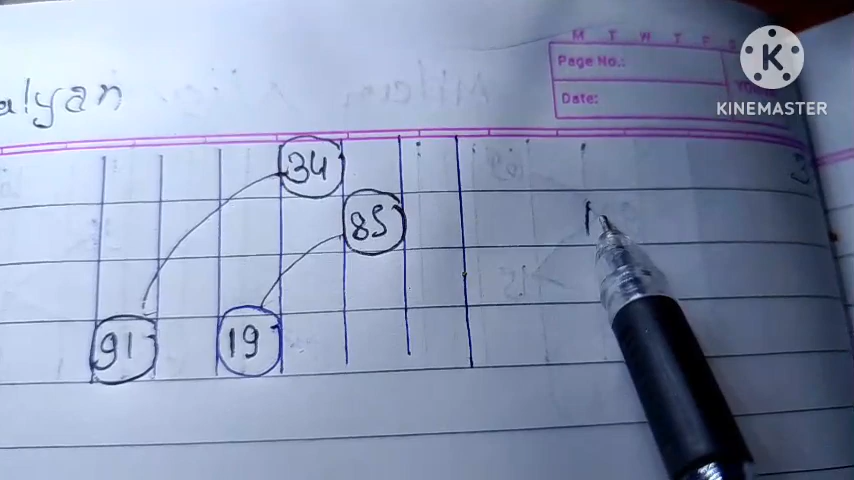 M T W T F S
Page No.:
Date:
K
KINEMASTER
alyan
34
85
91 19